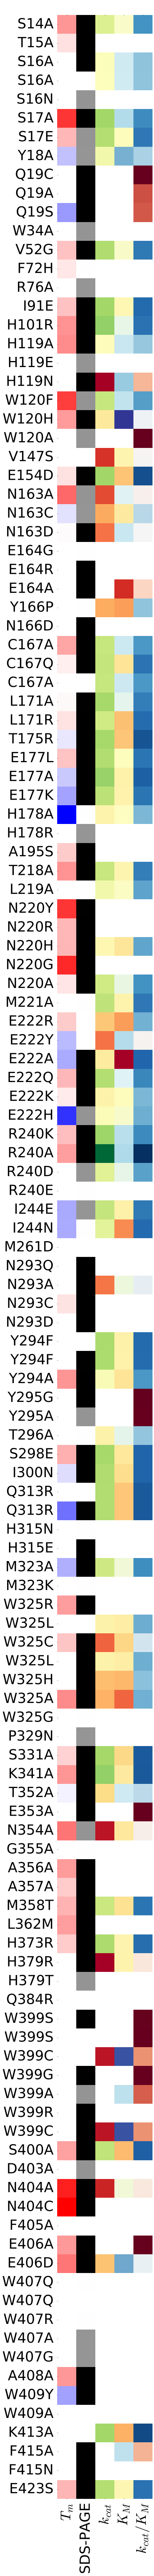 S14A
T15A
S16A
S16A
S16N
S17A
S17E
Y18A
Q19C
Q19A
Q19S
W34A
V52G
F72H
R76A
I91E
H101R
H119A
H119E
H119N
W120F
W120H
W120A
V147S
E154D
N163A
N163C
N163D
E164G
E164R
E164A
Y166P
N166D
C167A
C167Q
C167A
L171A
L171R
T175R
E177L
E177A
E177K
H178A
H178R
A195S
T218A
L219A
N220Y
N220R
N220H
N220G
N220A
M221A
E222R
E222Y
E222A
E222Q
E222K
E222H
R240K
R240A
R240D
R240E
I244E
I244N
M261D
N293Q
N293A
N293C
N293D
Y294F
Y294F
Y294A
Y295G
Y295A
T296A
S298E
I300N
Q313R
Q313R
H315N
H315E
M323A
M323K
W325R
W325L
W325C
W325L
W325H
W325A
W325G
P329N
S331A
K341A
T352A
E353A
N354A
G355A
A356A
A357A
M358T
L362M
H373R
H379R
H379T
Q384R
W399S
W399S
W399C
W399G
W399A
W399R
W399C
S400A
D403A
N404A
N404C
F405A
E406A
E406D
W407Q
W407Q
W407R
W407A
W407G
A408A
W409Y
W409A
K413A
F415A
F415N
E423S
T_m
SDS-PAGE
k_cat
K_M
k_cat/K_M